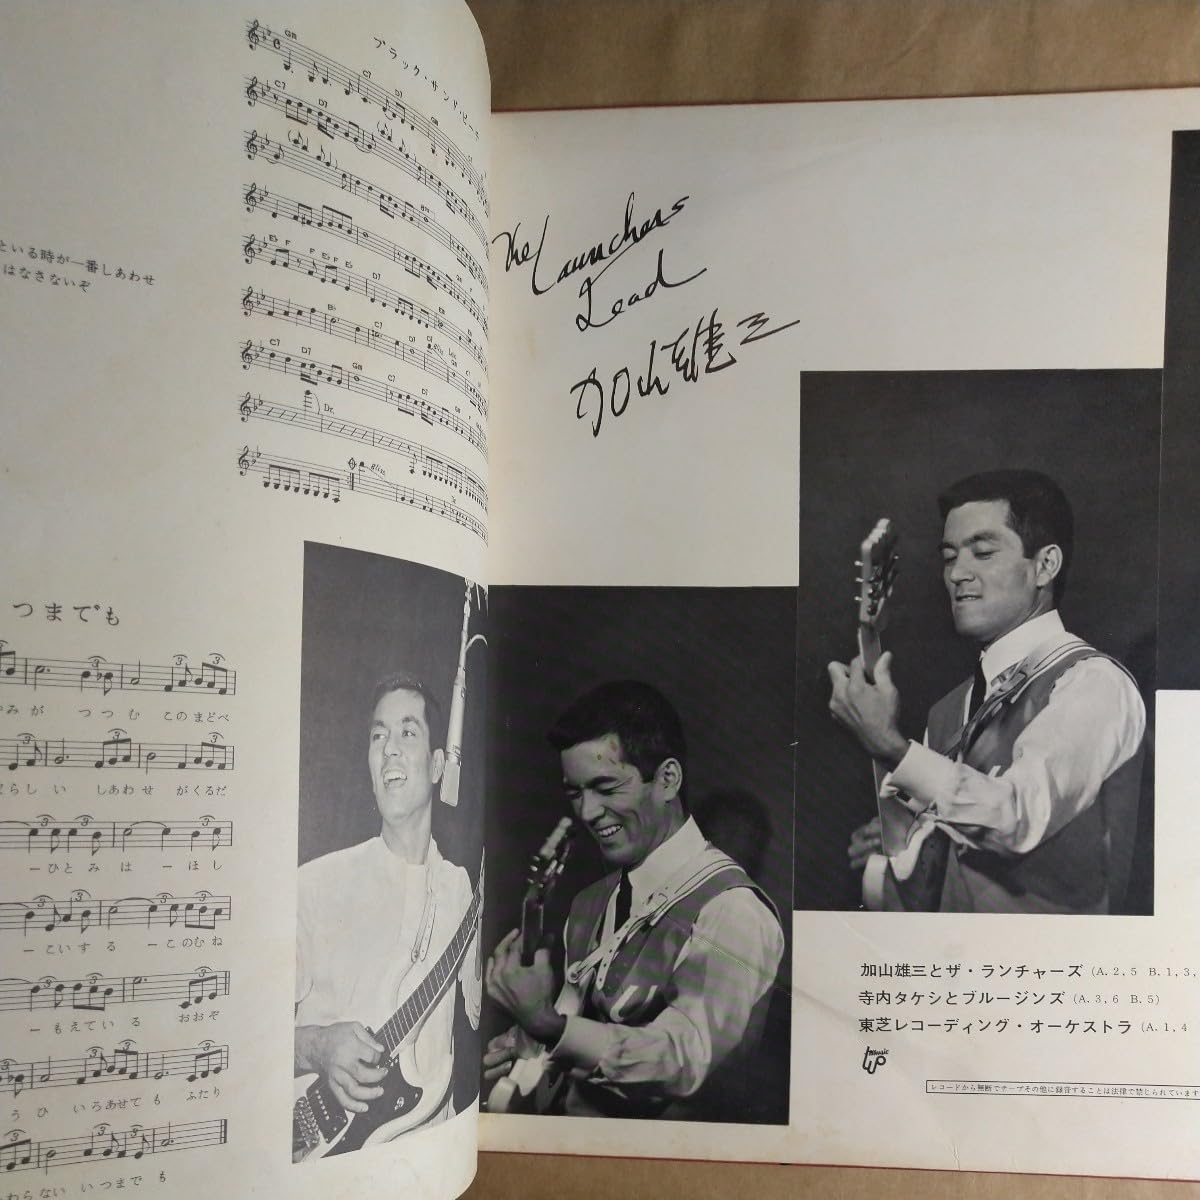 ブラック・サンド・ビーチ
といる時が一番しあわせ
はなさないぞ
つまでも
やみが つつむ このまどべ
らし い しあわせ がくるだ
ーひとみは ーほし
ーこいする ーこのむね
ーもえている おおぞ
う ひ いろあせても ふたり
わらない いつまでも
The Launchers
Lead
加山雄三
加山雄三とザ・ランチャーズ (A. 2, 5 B. 1, 3,
寺内タケシとブルージンズ (A. 3, 6 B. 5)
東芝レコーディング・オーケストラ (A. 1, 4
Music
レコードから無断でテープその他に録音することは法律で禁じられています